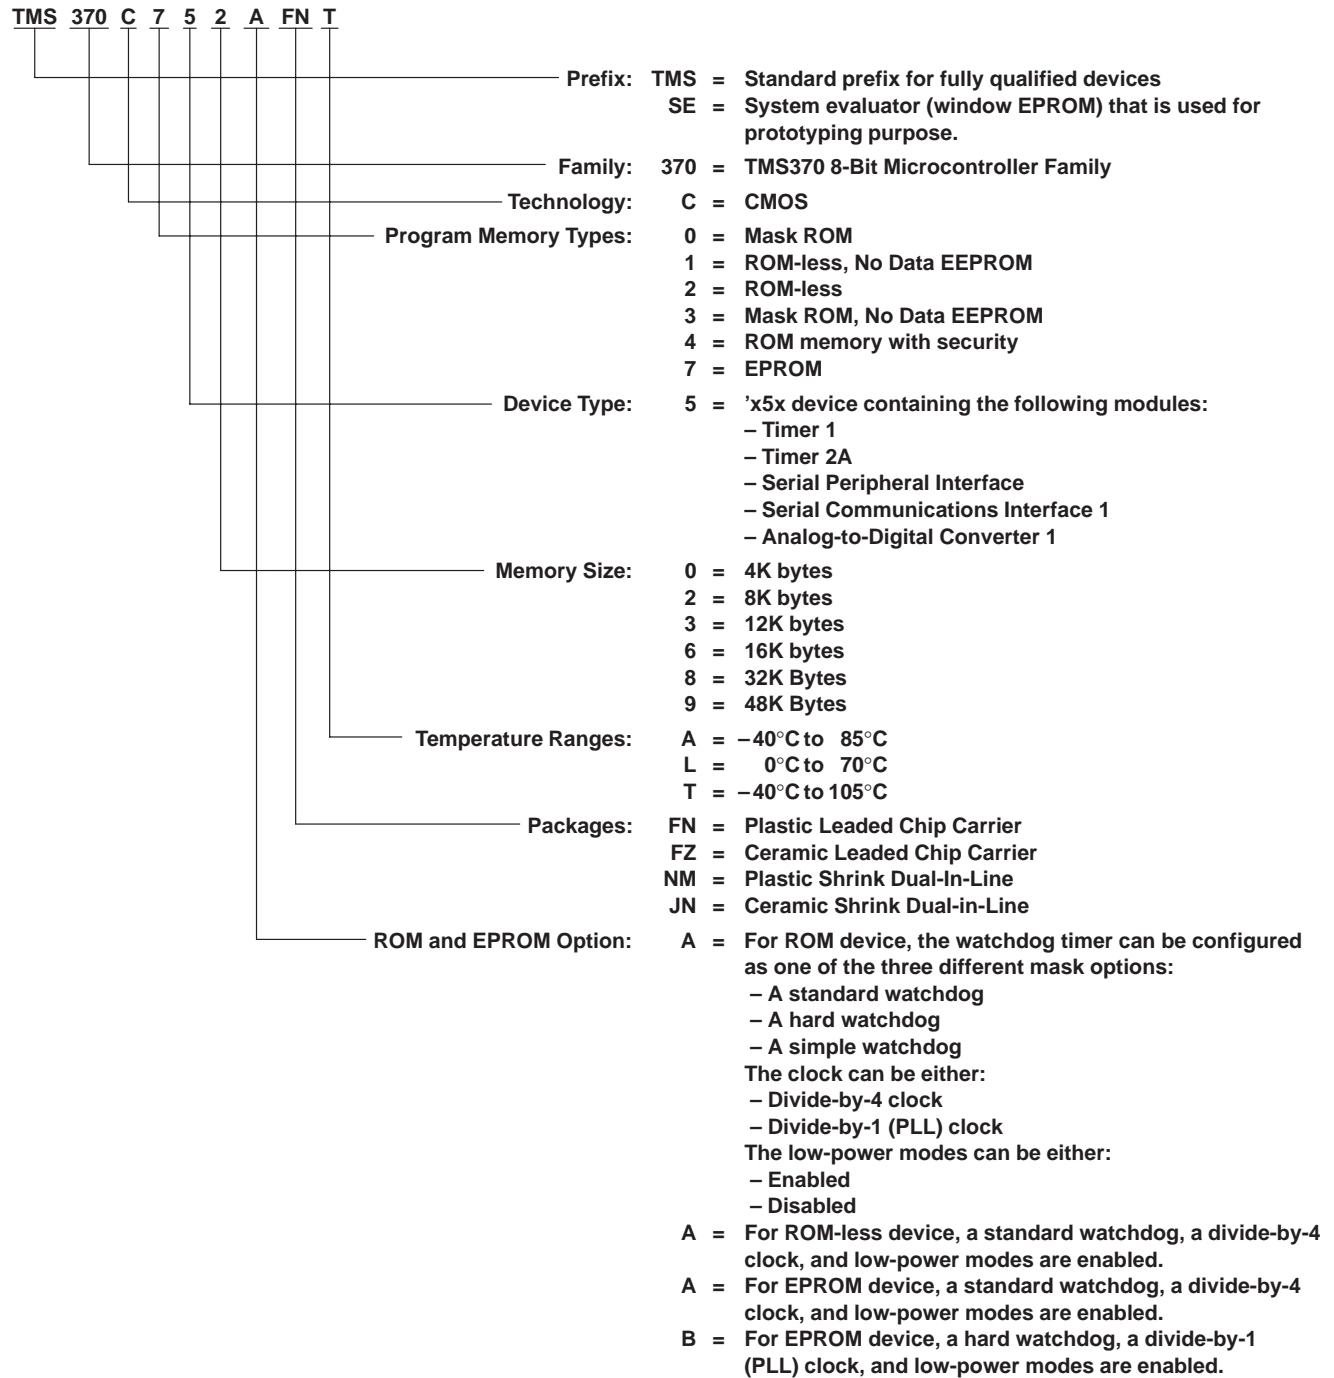 TMS 370 C 7 5 2 A FN T
Prefix: TMS = Standard prefix for fully qualified devices
SE = System evaluator (window EPROM) that is used for
prototyping purpose.
Family: 370 = TMS370 8-Bit Microcontroller Family
Technology: C = CMOS
Program Memory Types: 0 = Mask ROM
1 = ROM-less, No Data EEPROM
2 = ROM-less
3 = Mask ROM, No Data EEPROM
4 = ROM memory with security
7 = EPROM
Device Type: 5 = ’x5x device containing the following modules:
– Timer 1
– Timer 2A
– Serial Peripheral Interface
– Serial Communications Interface 1
– Analog-to-Digital Converter 1
Memory Size: 0 = 4K bytes
2 = 8K bytes
3 = 12K bytes
6 = 16K bytes
8 = 32K Bytes
9 = 48K Bytes
Temperature Ranges: A = –40°C to 85°C
L = 0°C to 70°C
T = –40°C to 105°C
Packages: FN = Plastic Leaded Chip Carrier
FZ = Ceramic Leaded Chip Carrier
NM = Plastic Shrink Dual-In-Line
JN = Ceramic Shrink Dual-in-Line
ROM and EPROM Option: A = For ROM device, the watchdog timer can be configured
as one of the three different mask options:
– A standard watchdog
– A hard watchdog
– A simple watchdog
The clock can be either:
– Divide-by-4 clock
– Divide-by-1 (PLL) clock
The low-power modes can be either:
– Enabled
– Disabled
A = For ROM-less device, a standard watchdog, a divide-by-4
clock, and low-power modes are enabled.
A = For EPROM device, a standard watchdog, a divide-by-4
clock, and low-power modes are enabled.
B = For EPROM device, a hard watchdog, a divide-by-1
(PLL) clock, and low-power modes are enabled.